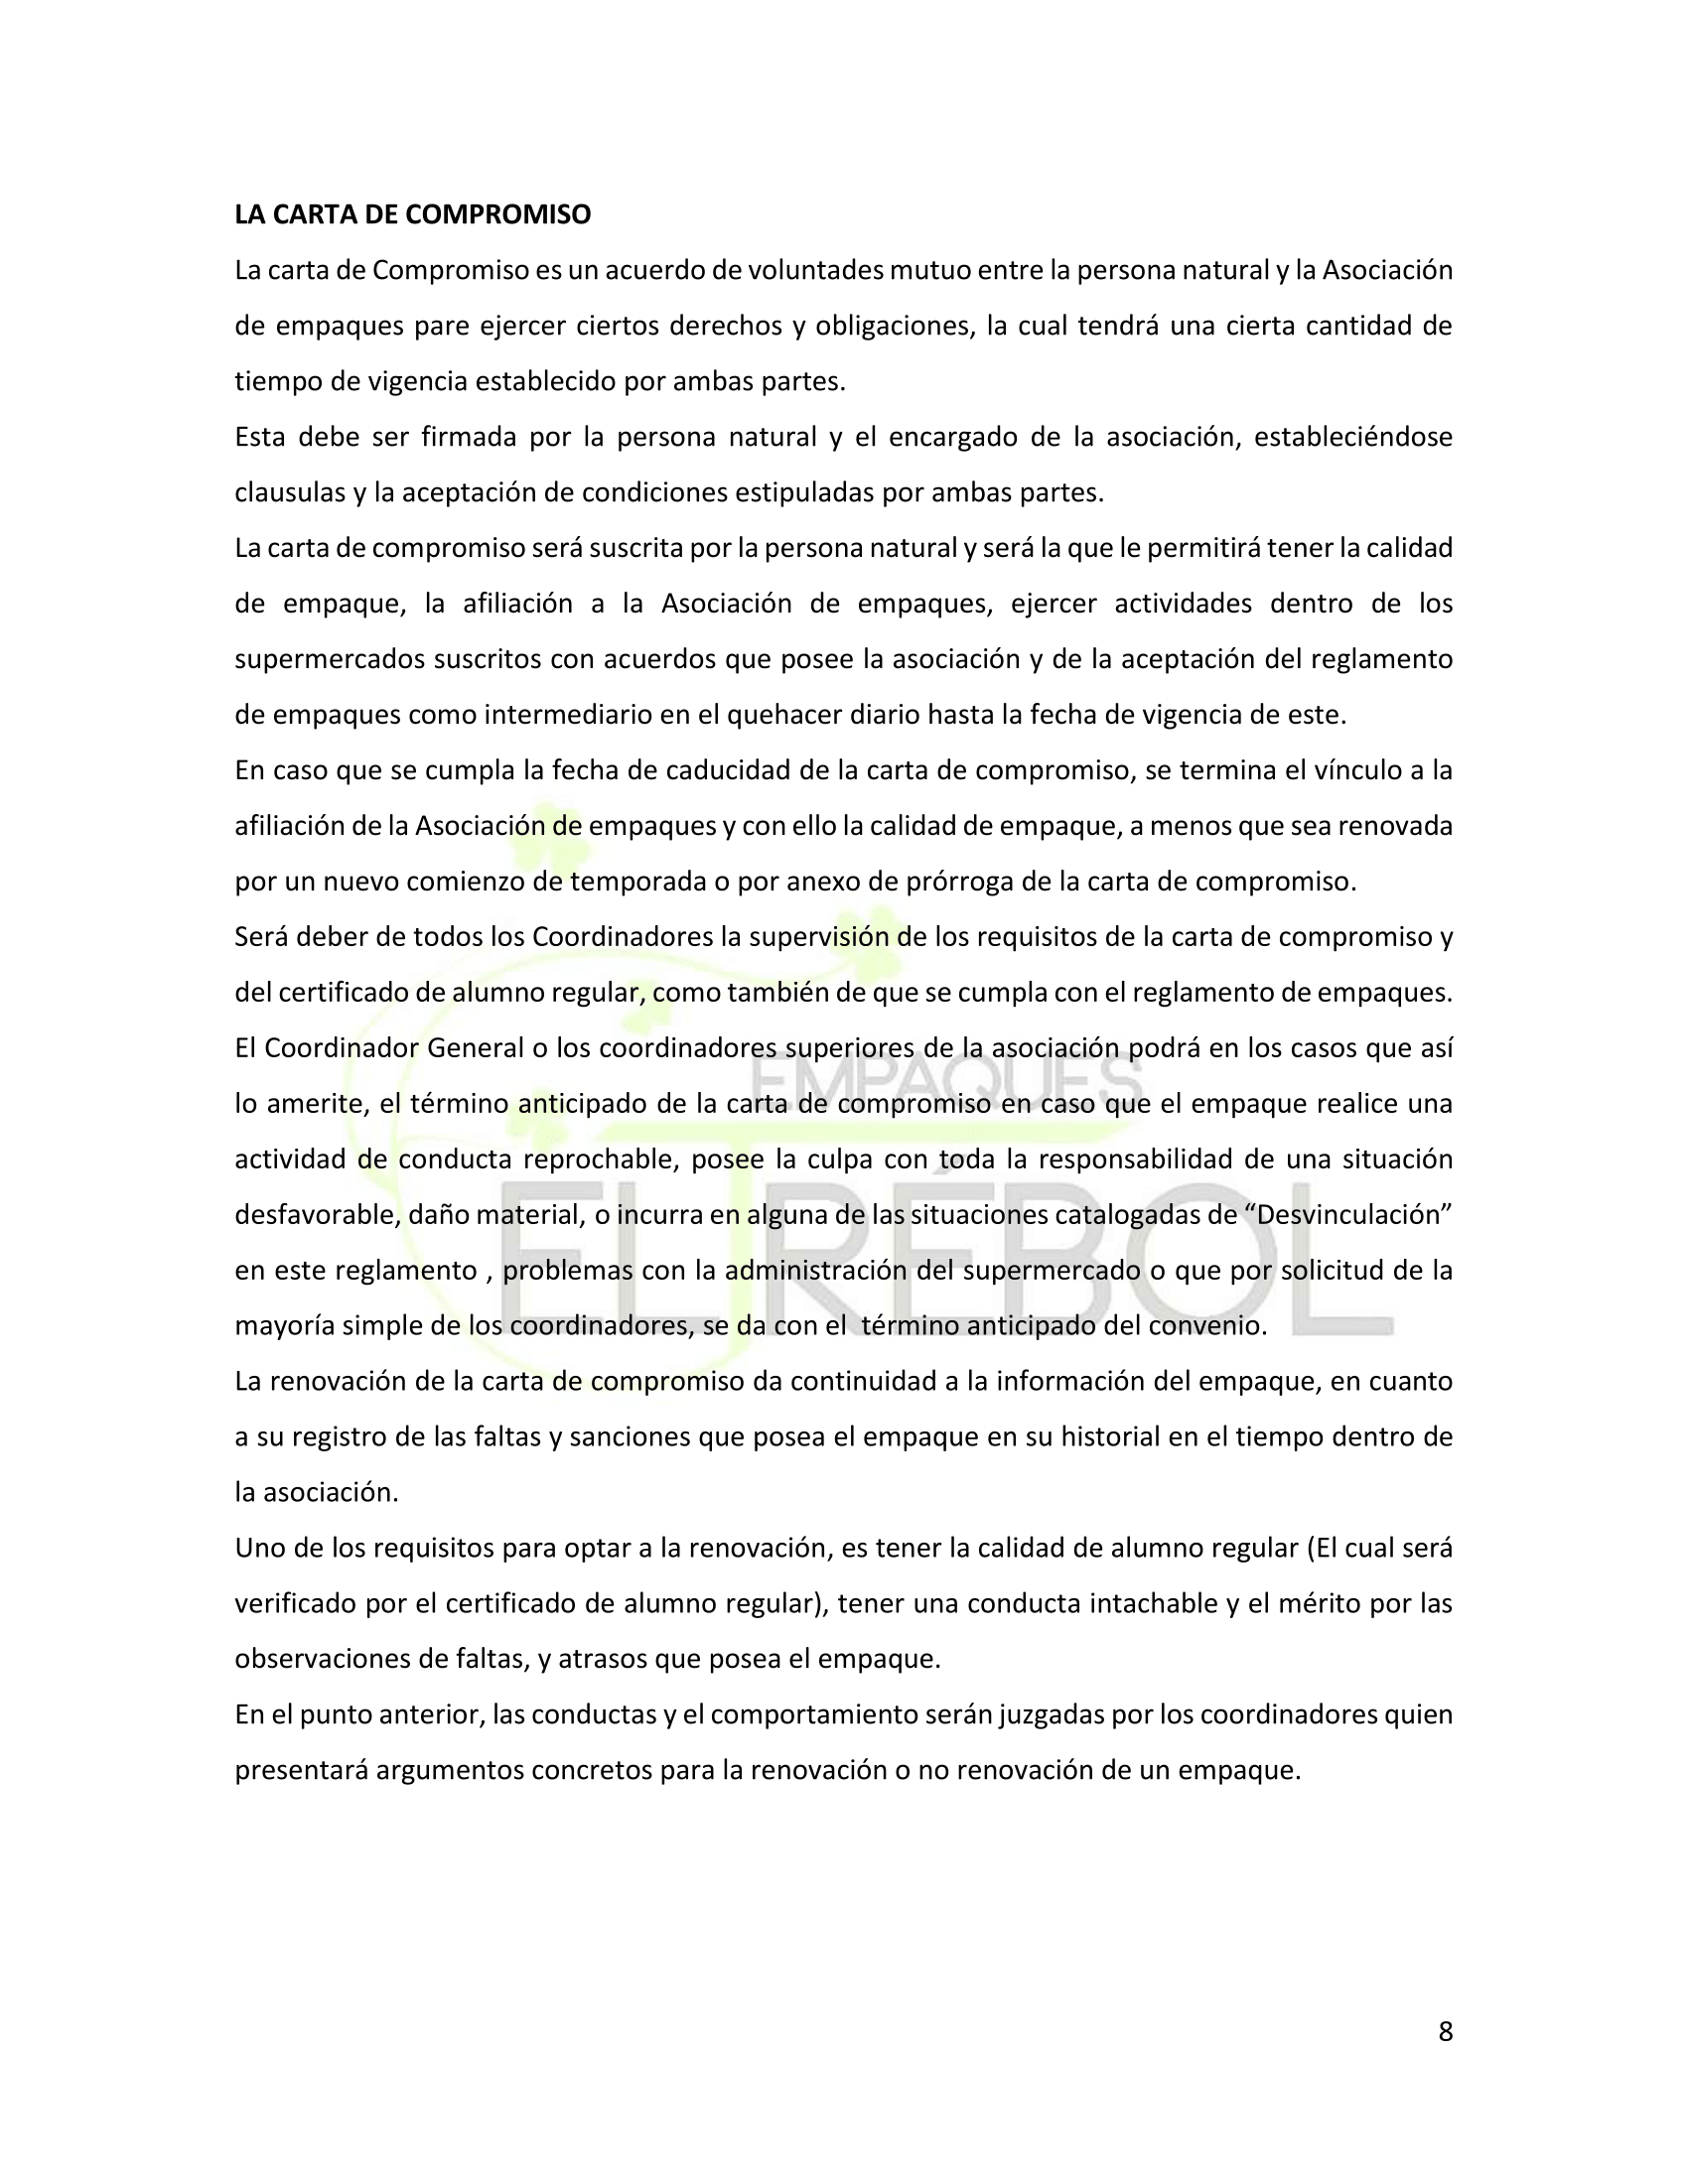 LA CARTA DE COMPROMISO
La carta de Compromiso es un acuerdo de voluntades mutuo entre la persona natural y la Asociación
de empaques pare ejercer ciertos derechos y obligaciones, la cual tendrá una cierta cantidad de
tiempo de vigencia establecido por ambas partes.
Esta debe ser firmada por la persona natural y el encargado de la asociación, estableciéndose
clausulas y la aceptación de condiciones estipuladas por ambas partes.
La carta de compromiso será suscrita por la persona natural y será la que le permitirá tener la calidad
de empaque, la afiliación a la Asociación de empaques, ejercer actividades dentro de los
supermercados suscritos con acuerdos que posee la asociación y de la aceptación del reglamento
de empaques como intermediario en el quehacer diario hasta la fecha de vigencia de este.
En caso que se cumpla la fecha de caducidad de la carta de compromiso, se termina el vínculo a la
afiliación de la Asociación de empaques y con ello la calidad de empaque, a menos que sea renovada
por un nuevo comienzo de temporada o por anexo de prórroga de la carta de compromiso.
Será deber de todos los Coordinadores la supervisión de los requisitos de la carta de compromiso y
del certificado de alumno regular, como también de que se cumpla con el reglamento de empaques.
El Coordinador General o los coordinadores superiores de la asociación podrá en los casos que así
lo amerite, el término anticipado de la carta de compromiso en caso que el empaque realice una
actividad de conducta reprochable, posee la culpa con toda la responsabilidad de una situación
desfavorable, daño material, o incurra en alguna de las situaciones catalogadas de “Desvinculación”
en este reglamento , problemas con la administración del supermercado o que por solicitud de la
mayoría simple de los coordinadores, se da con el  término anticipado del convenio.
La renovación de la carta de compromiso da continuidad a la información del empaque, en cuanto
a su registro de las faltas y sanciones que posea el empaque en su historial en el tiempo dentro de
la asociación.
Uno de los requisitos para optar a la renovación, es tener la calidad de alumno regular (El cual será
verificado por el certificado de alumno regular), tener una conducta intachable y el mérito por las
observaciones de faltas, y atrasos que posea el empaque.
En el punto anterior, las conductas y el comportamiento serán juzgadas por los coordinadores quien
presentará argumentos concretos para la renovación o no renovación de un empaque.
EMPAQUES
EL TRÉBOL
8